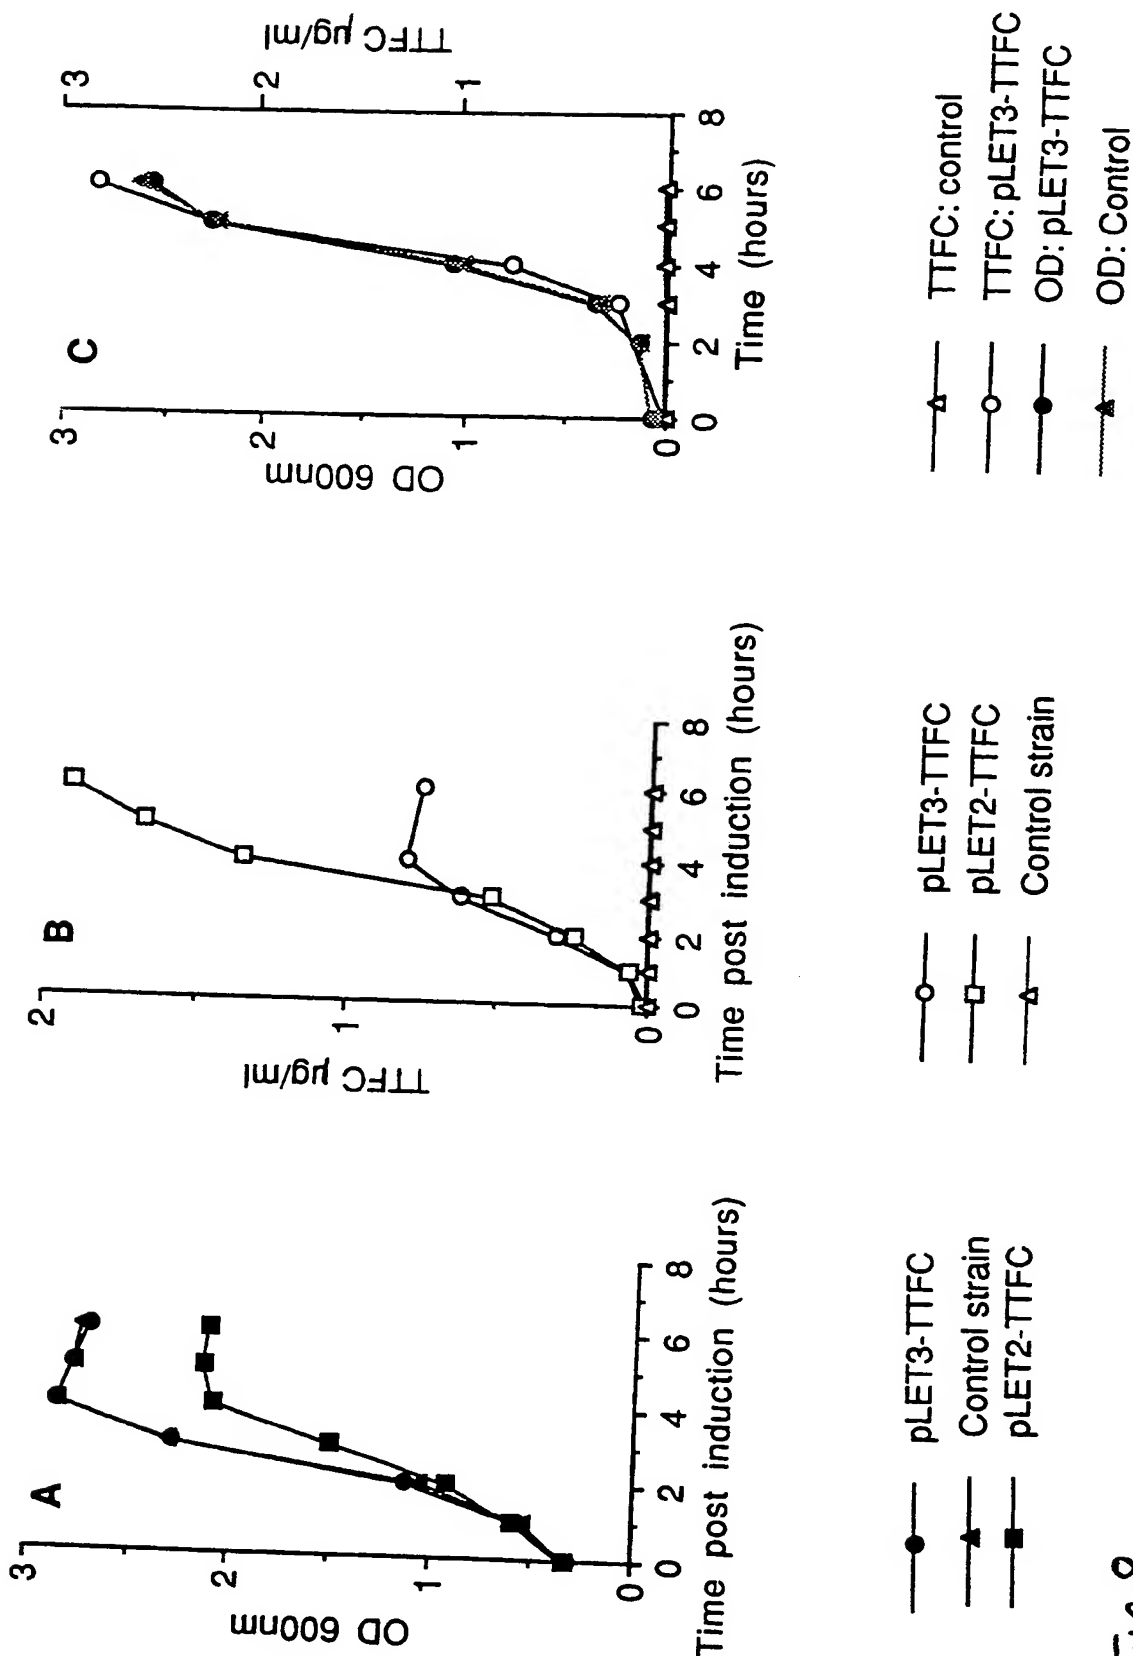 A
3
2
1
0
OD 600nm
0 2 4 6 8
Time post induction (hours)
pLET3-TTFC
Control strain
pLET2-TTFC
B
2
1
0
TTFC µg/ml
0 2 4 6 8
Time post induction (hours)
pLET3-TTFC
pLET2-TTFC
Control strain
C
3
2
1
0
OD 600nm
3
2
1
TTFC µg/ml
0 2 4 6 8
Time (hours)
TTFC: control
TTFC: pLET3-TTFC
OD: pLET3-TTFC
OD: Control